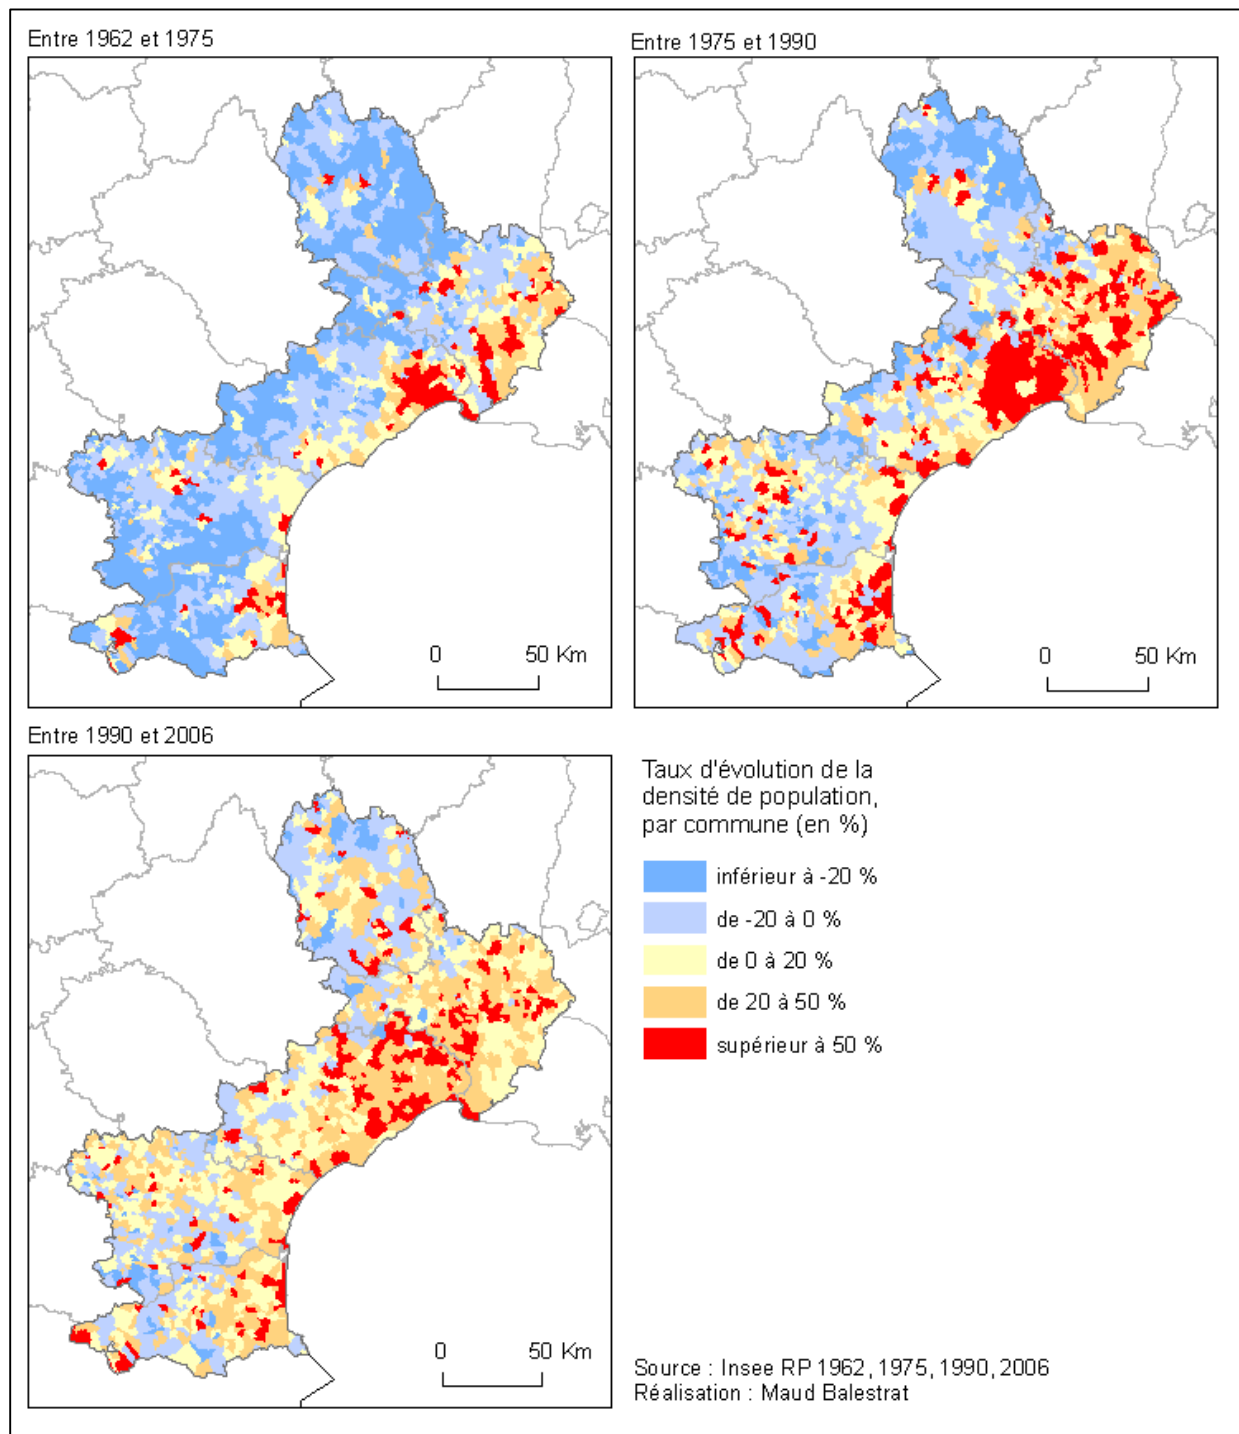 Entre 1962 et 1975
0 50 Km
Entre 1975 et 1990
0 50 Km
Entre 1990 et 2006
0 50 Km
Taux d'évolution de la
densité de population,
par commune (en %)
inférieur à -20 %
de -20 à 0 %
de 0 à 20 %
de 20 à 50 %
supérieur à 50 %
Source : Insee RP 1962, 1975, 1990, 2006
Réalisation : Maud Balestrat